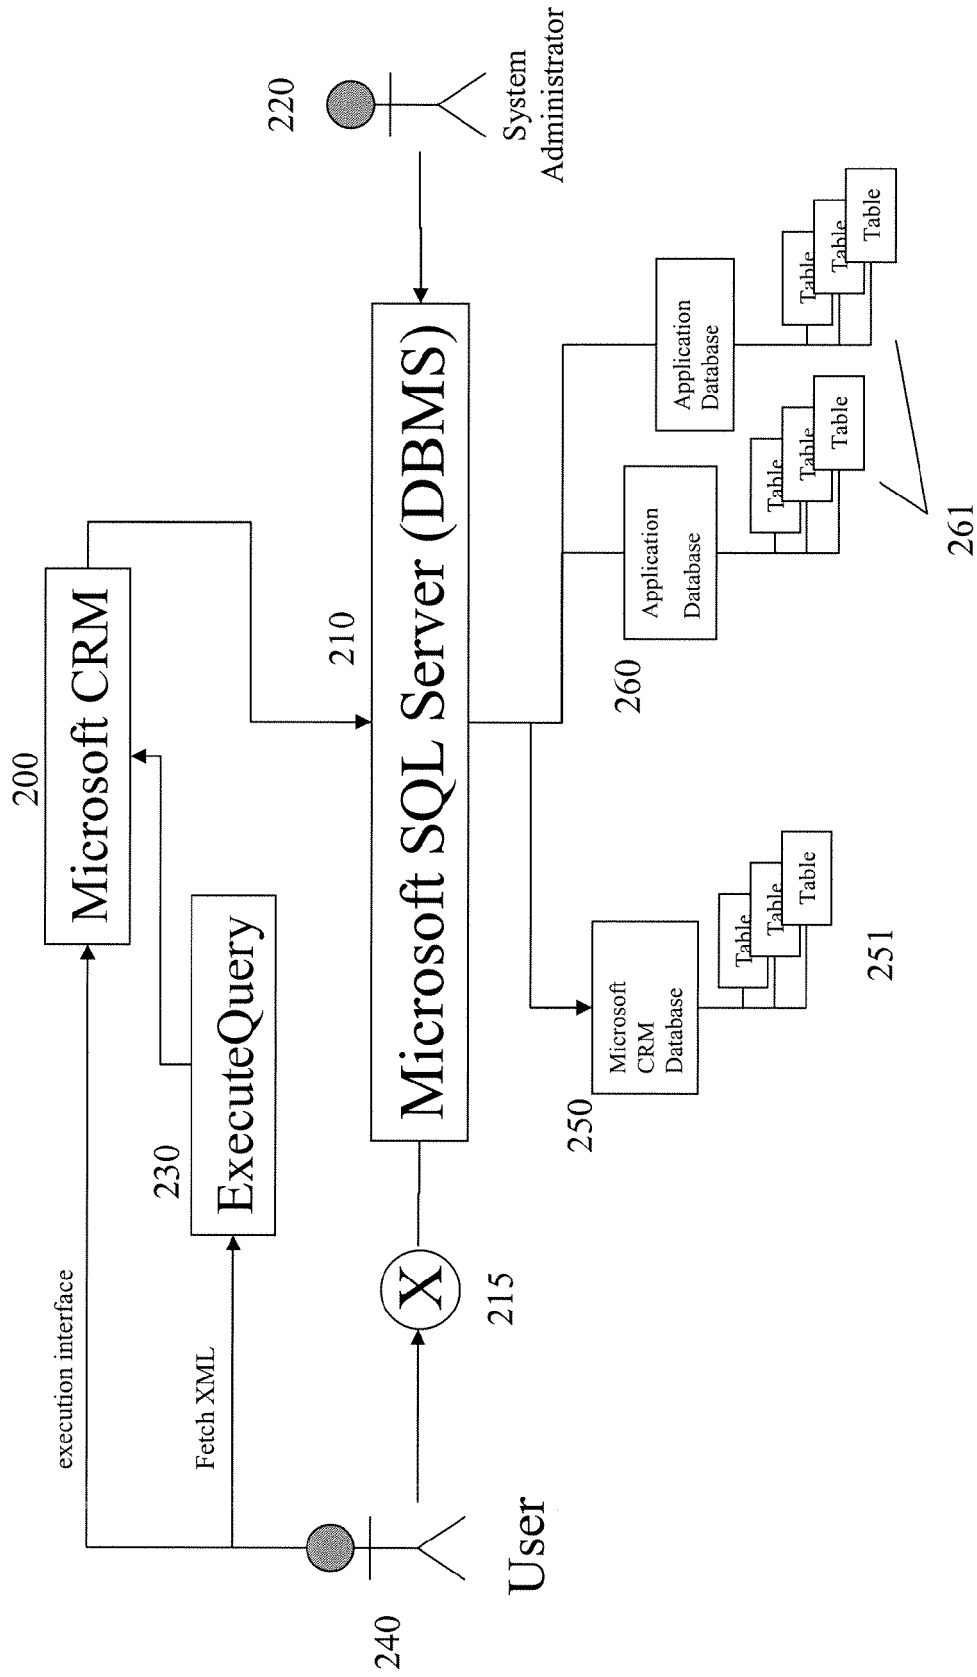 200
Microsoft CRM
execution interface
230
ExecuteQuery
Fetch XML
210
Microsoft SQL Server (DBMS)
X
215
240
User
220
System
Administrator
250
Microsoft
CRM
Database
Table
Table
Table
251
260
Application
Database
Table
Table
Table
Application
Database
Table
Table
Table
261